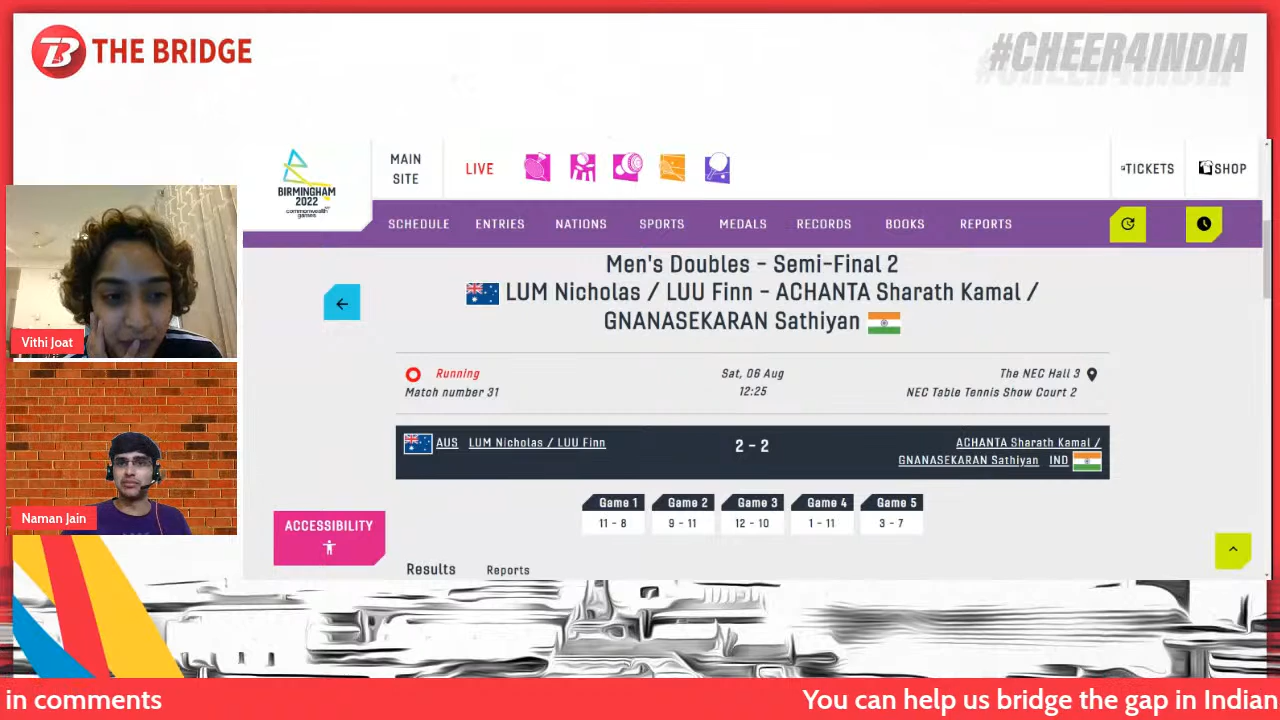 THE BRIDGE
#CHEER4INDIA
BIRMINGHAM
2022
commonwealth
games
MAIN
SITE
LIVE
TICKETS
SHOP
SCHEDULE
ENTRIES
NATIONS
SPORTS
MEDALS
RECORDS
BOOKS
REPORTS
Men's Doubles - Semi-Final 2
LUM Nicholas / LUU Finn - ACHANTA Sharath Kamal /
GNANASEKARAN Sathiyan
Running
Match number 31
Sat, 06 Aug
12:25
The NEC Hall 3
NEC Table Tennis Show Court 2
AUS LUM Nicholas / LUU Finn
2 - 2
ACHANTA Sharath Kamal /
GNANASEKARAN Sathiyan IND
Game 1 Game 2 Game 3 Game 4 Game 5
11 - 8 9 - 11 12 - 10 1 - 11 3 - 7
ACCESSIBILITY
Results Reports
Vithi Joat
Naman Jain
in comments
You can help us bridge the gap in Indian